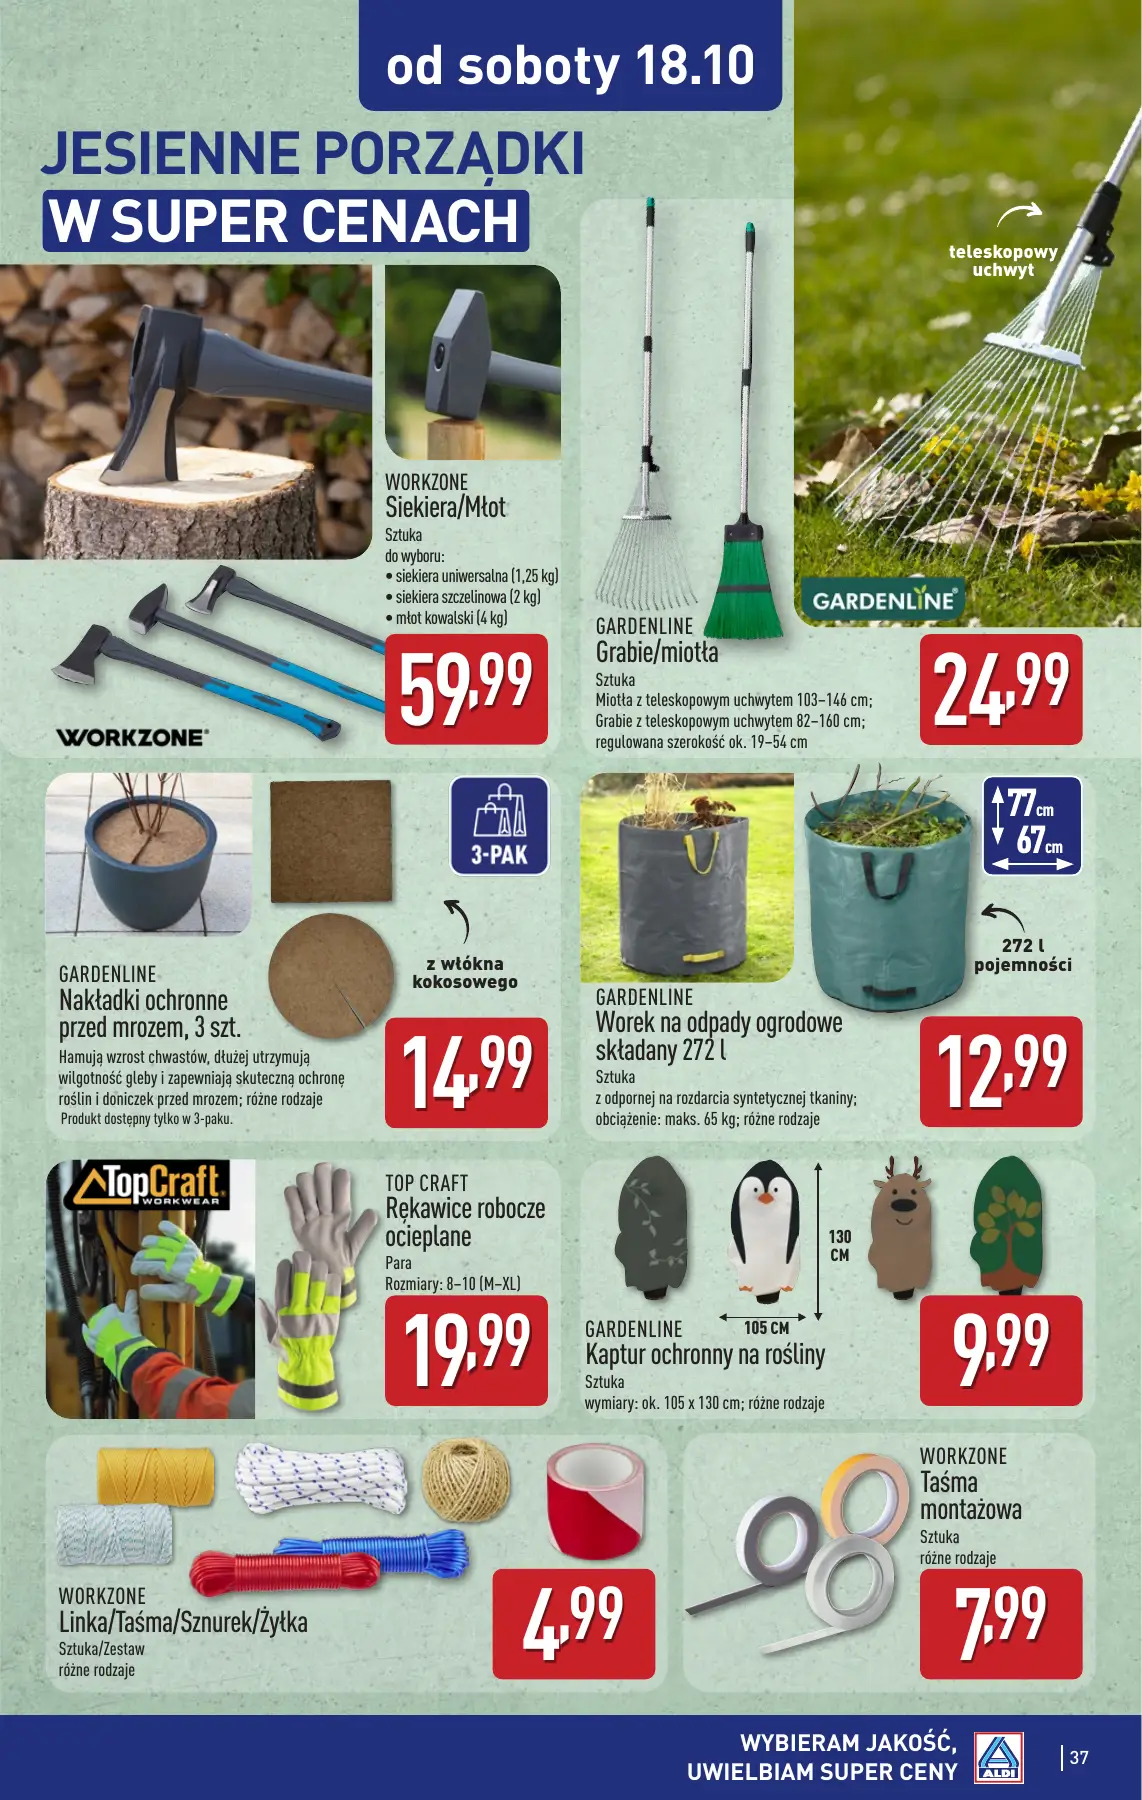 od soboty 18.10
JESIENNE PORZĄDKI
W SUPER CENACH
teleskopowy
uchwyt
GARDENLINE®
WORKZONE
Siekiera/Młot
Sztuka
do wyboru:
• siekiera uniwersalna (1,25 kg)
• siekiera szczelinowa (2 kg)
• młot kowalski (4 kg)
59,99
WORKZONE®
GARDENLINE
Grabie/miotła
Sztuka
Miotła z teleskopowym uchwytem 103–146 cm;
Grabie z teleskopowym uchwytem 82–160 cm;
regulowana szerokość ok. 19–54 cm
24,99
3-PAK
z włókna
kokosowego
GARDENLINE
Nakładki ochronne
przed mrozem, 3 szt.
Hamują wzrost chwastów, dłużej utrzymują
wilgotność gleby i zapewniają skuteczną ochronę
roślin i doniczek przed mrozem; różne rodzaje
Produkt dostępny tylko w 3-paku.
14,99
77cm
67cm
272 l
pojemności
GARDENLINE
Worek na odpady ogrodowe
składany 272 l
Sztuka
z odpornej na rozdarcia syntetycznej tkaniny;
obciążenie: maks. 65 kg; różne rodzaje
12,99
TopCraft®
WORKWEAR
TOP CRAFT
Rękawice robocze
ocieplane
Para
Rozmiary: 8–10 (M–XL)
19,99
130
CM
105 CM
GARDENLINE
Kaptur ochronny na rośliny
Sztuka
wymiary: ok. 105 x 130 cm; różne rodzaje
9,99
WORKZONE
Linka/Taśma/Sznurek/Żyłka
Sztuka/Zestaw
różne rodzaje
4,99
WORKZONE
Taśma
montażowa
Sztuka
różne rodzaje
7,99
WYBIERAM JAKOŚĆ,
UWIELBIAM SUPER CENY
ALDI
37